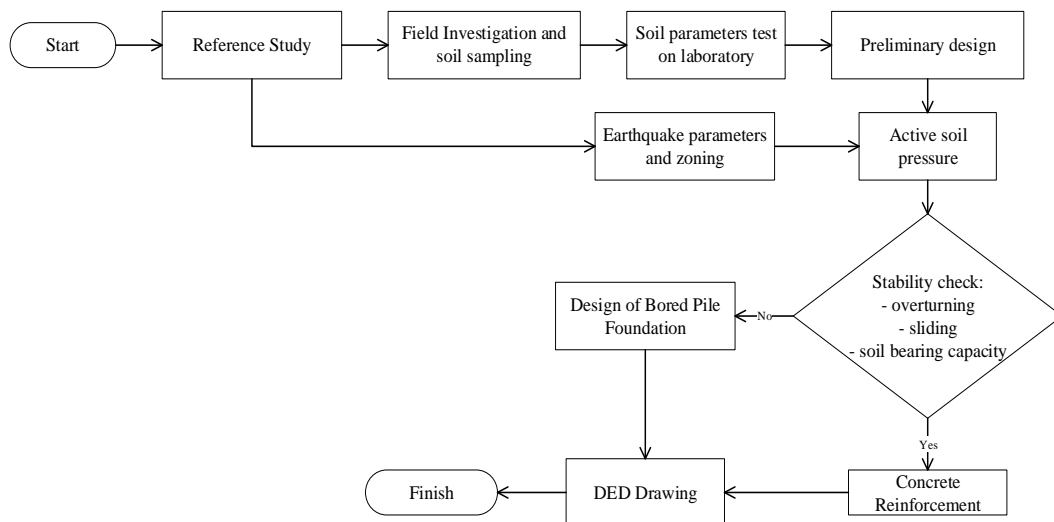 Start
Reference Study
Field Investigation and
soil sampling
Soil parameters test
on laboratory
Preliminary design
Earthquake parameters
and zoning
Active soil
pressure
Stability check:
- overturning
- sliding
- soil bearing capacity
No
Design of Bored Pile
Foundation
Yes
Concrete
Reinforcement
DED Drawing
Finish